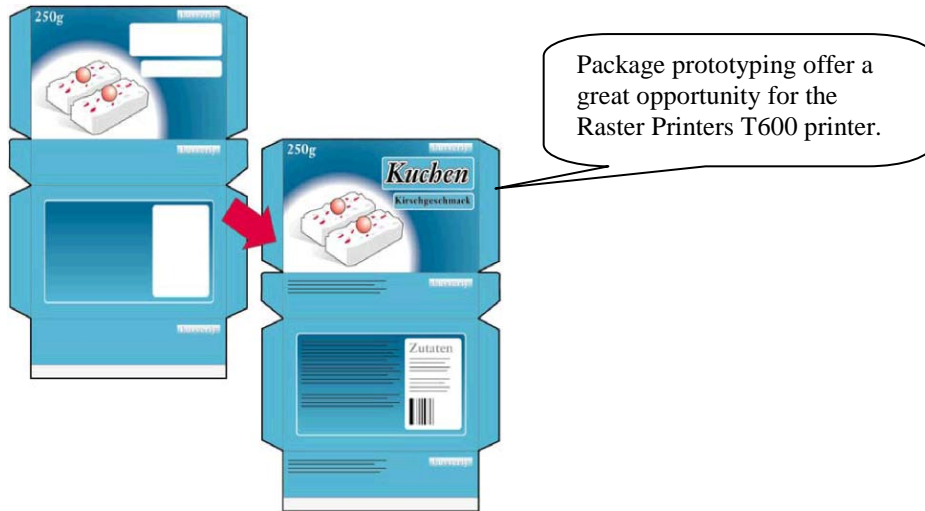 250g
250g
Kuchen
Kirschgeschmack
Zutaten
Package prototyping offer a
great opportunity for the
Raster Printers T600 printer.